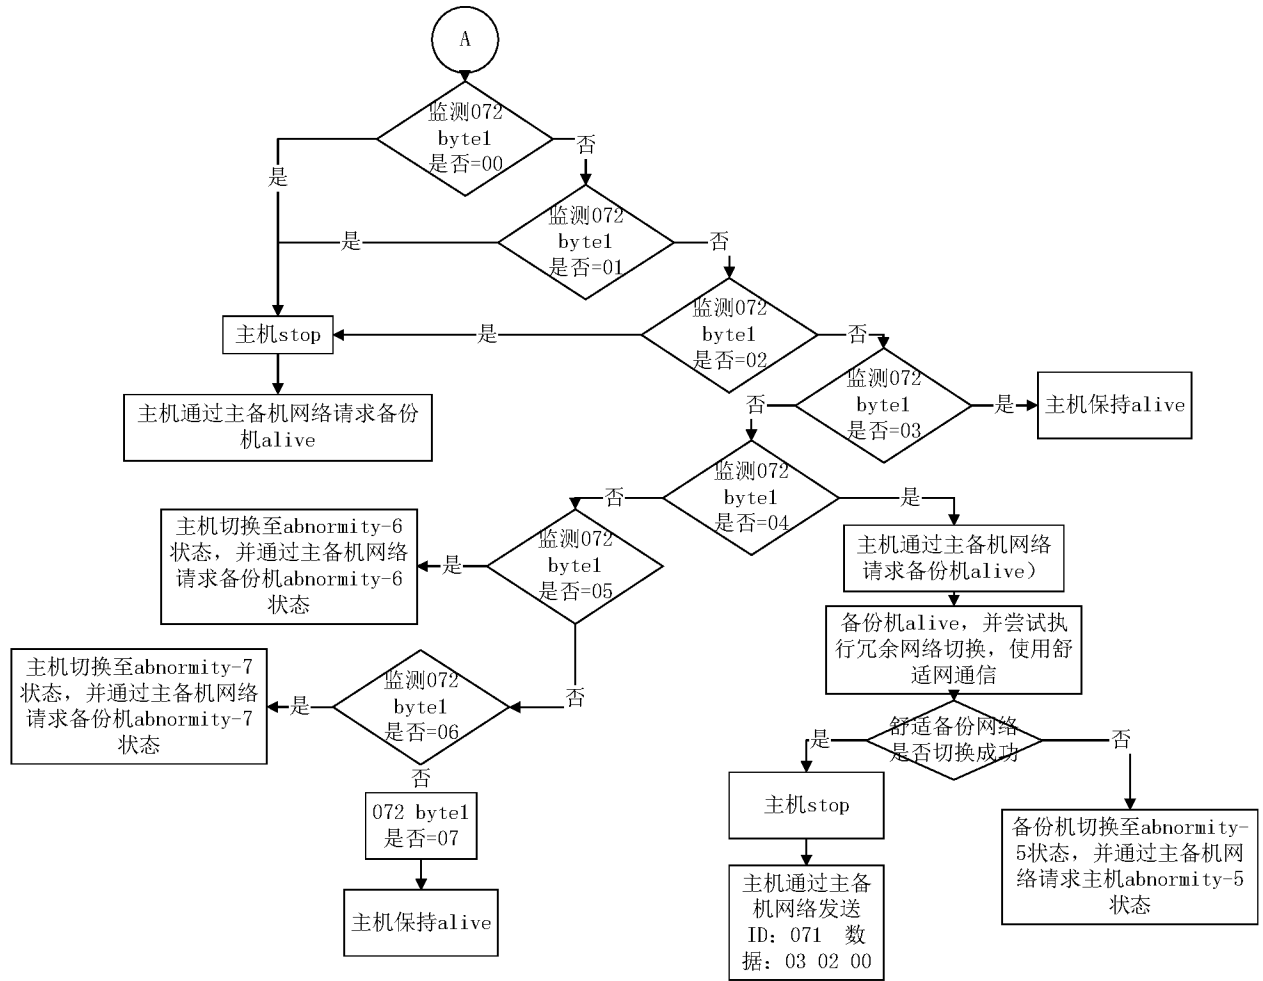 A
监测072
byte1
是否=00
否
是
监测072
byte1
是否=01
是
否
监测072
byte1
是否=02
是
否
主机stop
主机通过主备机网络请求备份
机alive
监测072
byte1
是否=03
否
是
主机保持alive
监测072
byte1
是否=04
否
是
主机切换至abnormity-6
状态，并通过主备机网络
请求备份机abnormity-6
状态
是
监测072
byte1
是否=05
主机通过主备机网络
请求备份机alive）
备份机alive，并尝试执
行冗余网络切换，使用舒
适网通信
主机切换至abnormity-7
状态，并通过主备机网络
请求备份机abnormity-7
状态
是
监测072
byte1
是否=06
否
舒适备份网络
是否切换成功
是
否
否
072 byte1
是否=07
主机stop
备份机切换至abnormity-
5状态，并通过主备机网
络请求主机abnormity-5
状态
主机保持alive
主机通过主备
机网络发送
ID：071 数
据：03 02 00